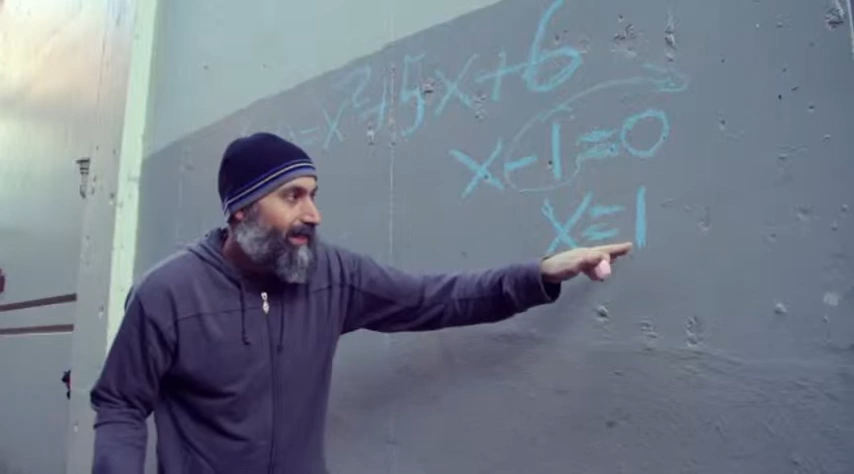 =x²+5x+6
x-1=0
x=1